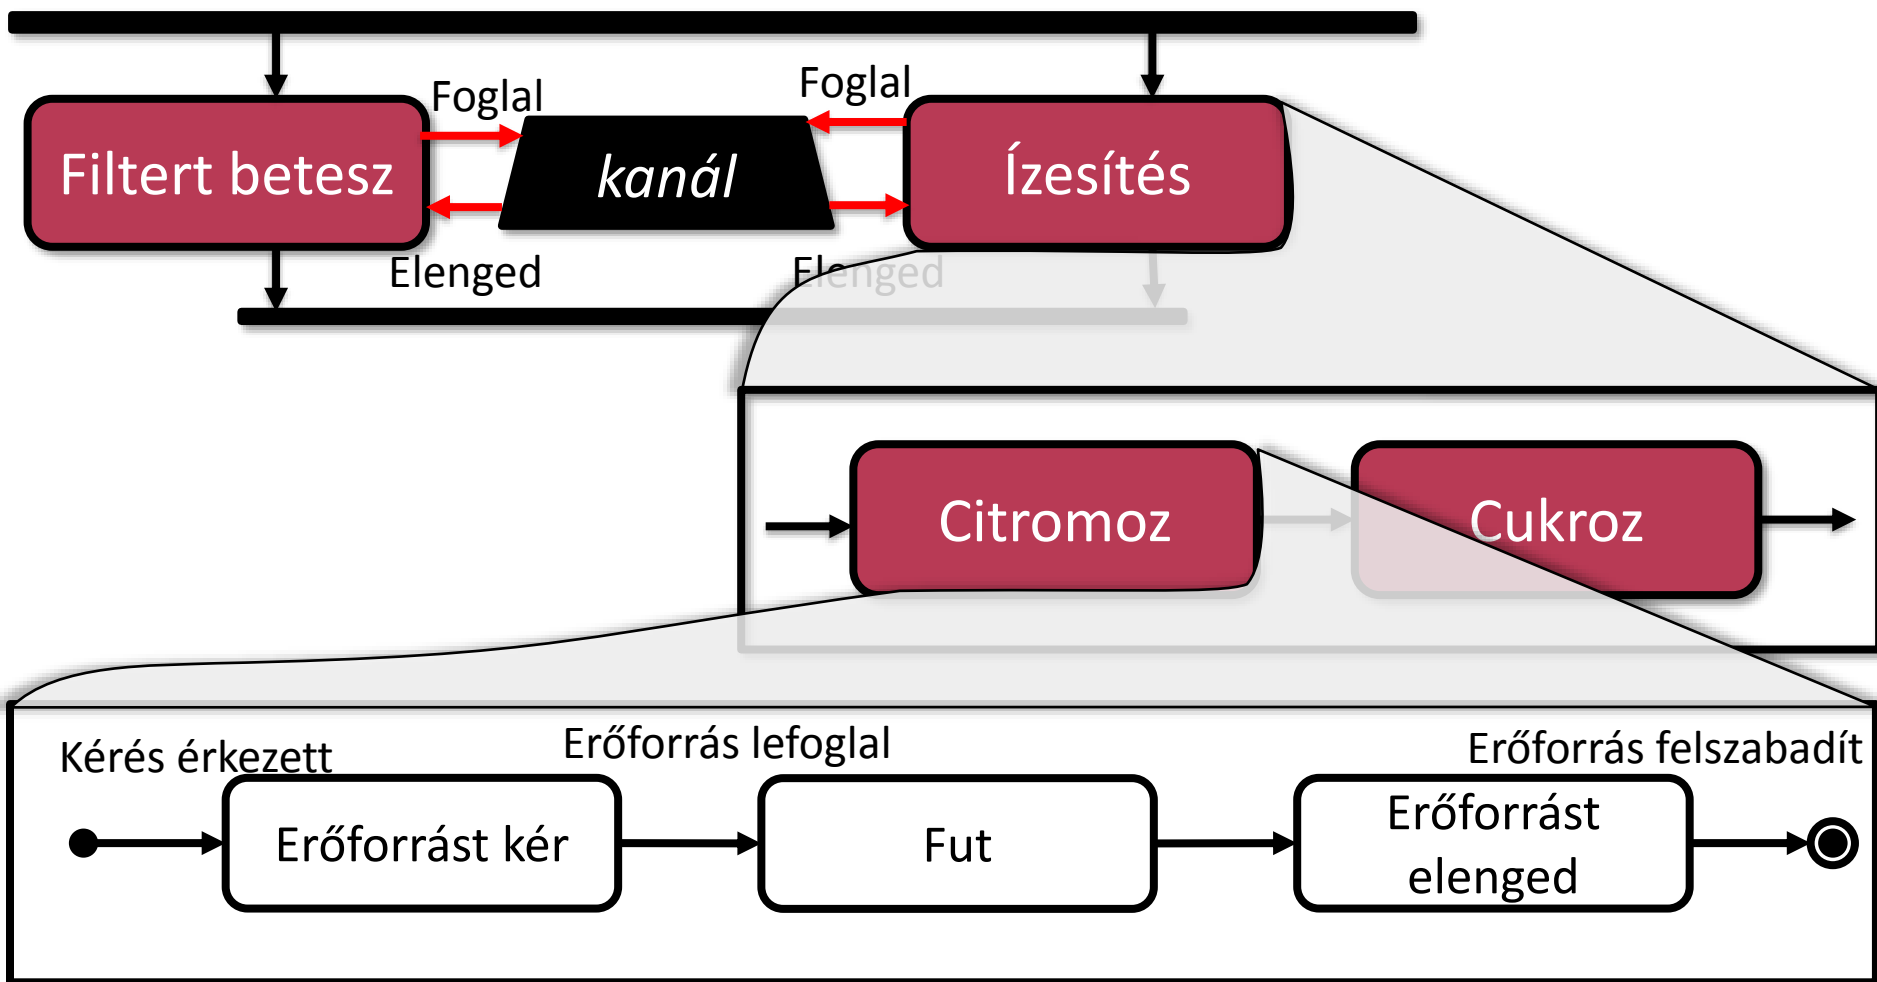 Foglal
Foglal
Filtert betesz
kanál
Ízesítés
Elenged
Elenged
Citromoz
Cukroz
Kérés érkezett
Erőforrás lefoglal
Erőforrás felszabadít
Erőforrást kér
Fut
Erőforrást
elenged